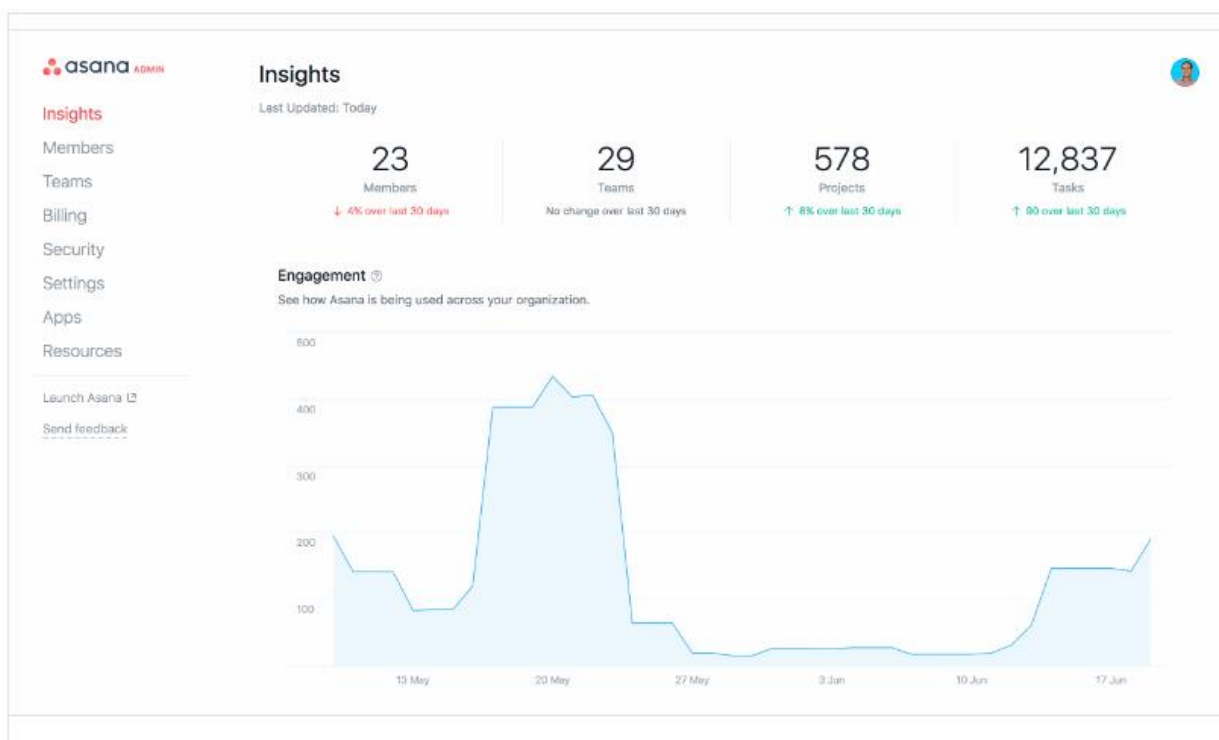 asana ADMIN
Insights
Members
Teams
Billing
Security
Settings
Apps
Resources
Launch Asana
Send feedback
Insights
Last Updated: Today
23
Members
↓ 4% over last 30 days
29
Teams
No change over last 30 days
578
Projects
↑ 8% over last 30 days
12,837
Tasks
↑ 90 over last 30 days
Engagement ?
See how Asana is being used across your organization.
500
400
300
200
100
13 May
20 May
27 May
3 Jun
10 Jun
17 Jun